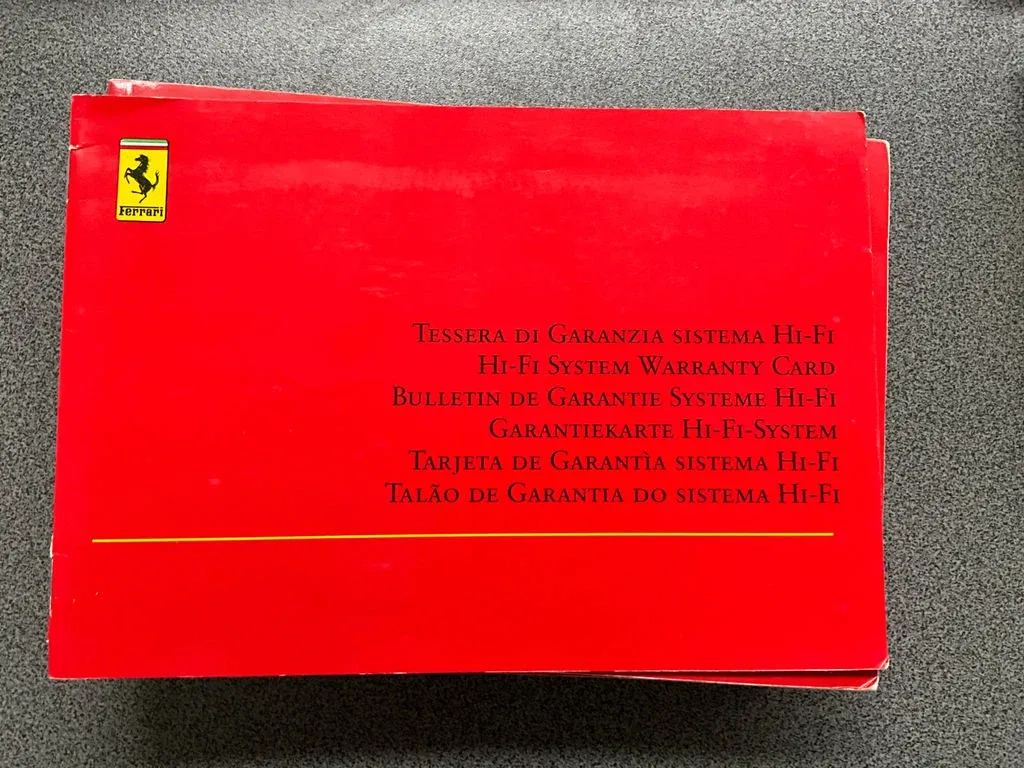 Ferrari
Tessera di Garanzia sistema Hi-Fi
Hi-Fi System Warranty Card
Bulletin de Garantie Systeme Hi-Fi
Garantiekarte Hi-Fi-System
Tarjeta de Garantìa sistema Hi-Fi
Talão de Garantia do sistema Hi-Fi